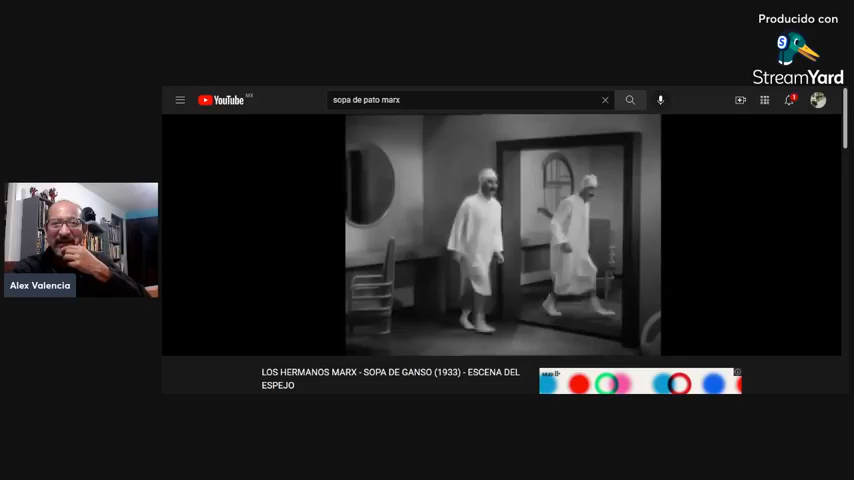 Producido con
StreamYard
YouTube MX
sopa de pato marx
1
Alex Valencia
LOS HERMANOS MARX - SOPA DE GANSO (1933) - ESCENA DEL
ESPEJO